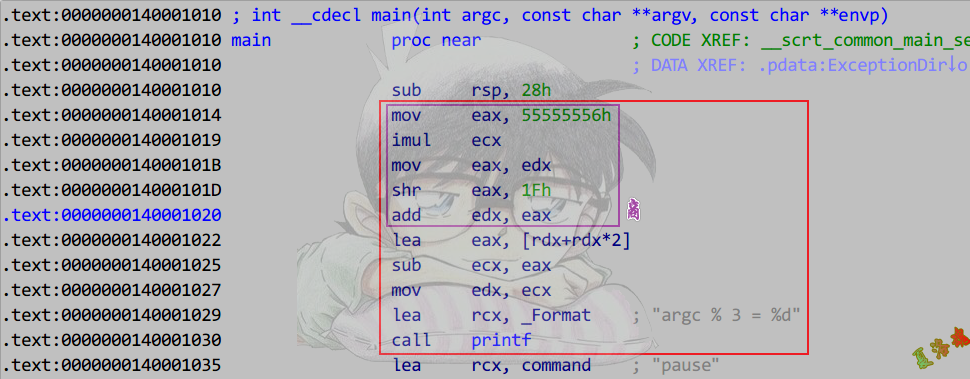 .text:0000000140001010 ; int __cdecl main(int argc, const char **argv, const char **envp)
.text:0000000140001010 main proc near ; CODE XREF: __scrt_common_main_se
.text:0000000140001010 ; DATA XREF: .pdata:ExceptionDir↓o
.text:0000000140001010 sub rsp, 28h
.text:0000000140001014 mov eax, 55555556h
.text:0000000140001019 imul ecx
.text:000000014000101B mov eax, edx
.text:000000014000101D shr eax, 1Fh
.text:0000000140001020 add edx, eax 商
.text:0000000140001022 lea eax, [rdx+rdx*2]
.text:0000000140001025 sub ecx, eax
.text:0000000140001027 mov edx, ecx
.text:0000000140001029 lea rcx, _Format ; "argc % 3 = %d"
.text:0000000140001030 call printf
.text:0000000140001035 lea rcx, command ; "pause"